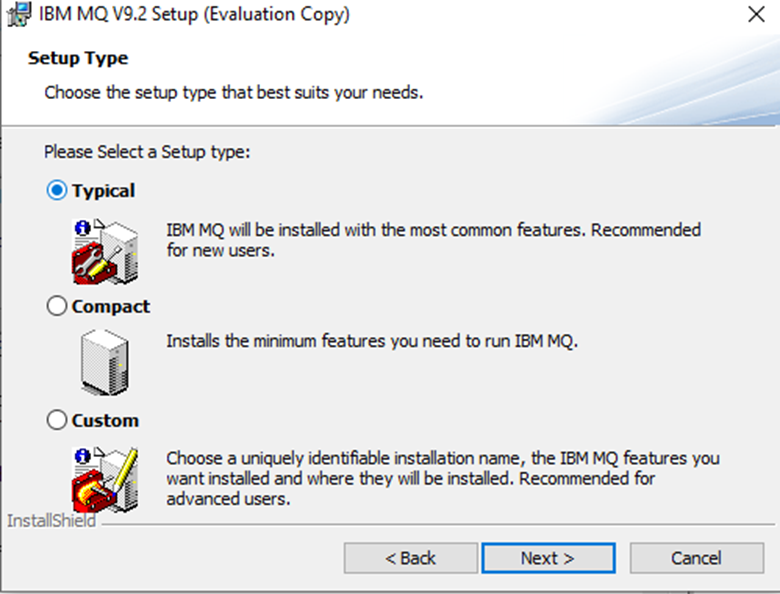 IBM MQ V9.2 Setup (Evaluation Copy)
Setup Type
Choose the setup type that best suits your needs.
Please Select a Setup type:
Typical
IBM MQ will be installed with the most common features. Recommended
for new users.
Compact
Installs the minimum features you need to run IBM MQ.
Custom
Choose a uniquely identifiable installation name, the IBM MQ features you
want installed and where they will be installed. Recommended for
advanced users.
InstallShield
< Back
Next >
Cancel